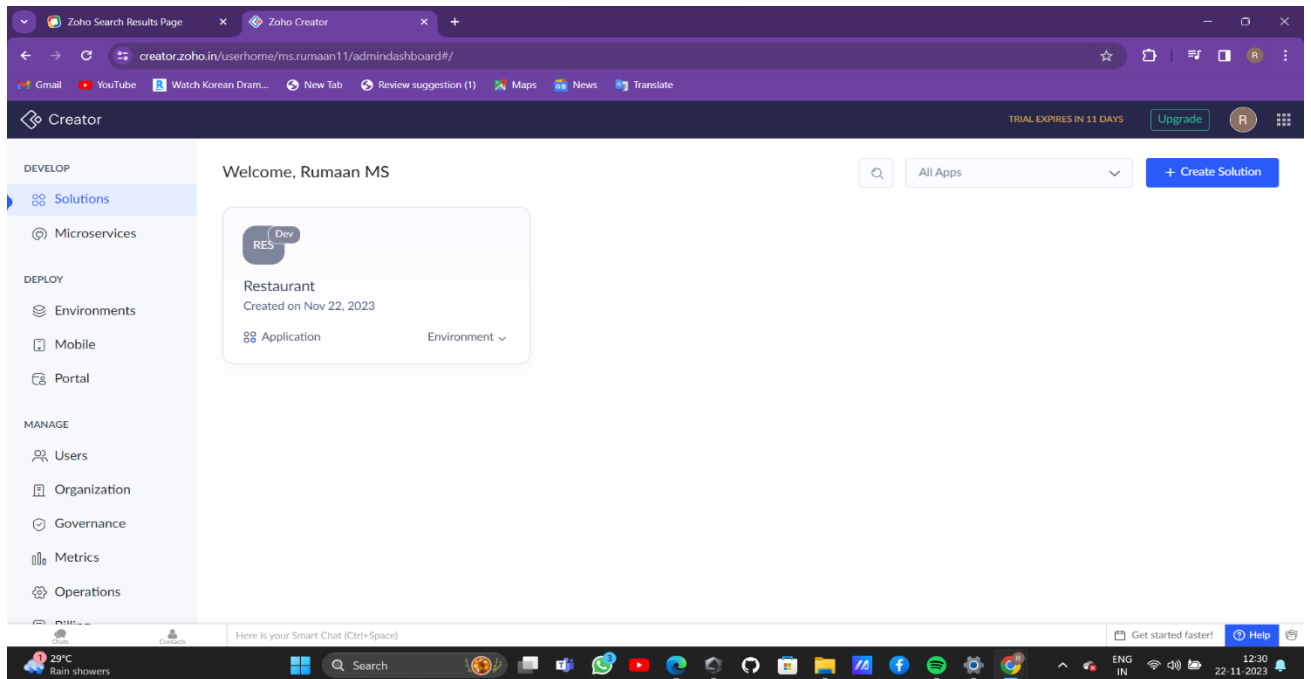 Zoho Search Results Page
Zoho Creator
creator.zoho.in/userhome/ms.rumaan11/admindashboard#/
R
Gmail
YouTube
R Watch Korean Dram...
New Tab
Review suggestion (1)
Maps
News
Translate
Creator
TRIAL EXPIRES IN 11 DAYS
Upgrade
R
DEVELOP
Solutions
Microservices
DEPLOY
Environments
Mobile
Portal
MANAGE
Users
Organization
Governance
Metrics
Operations
Billing
Welcome, Rumaan MS
All Apps
+ Create Solution
RES
Dev
Restaurant
Created on Nov 22, 2023
Application
Environment
Chats
Contacts
Here is your Smart Chat (Ctrl+Space)
Get started faster!
Help
1
29°C
Rain showers
Search
3
ENG
IN
12:30
22-11-2023